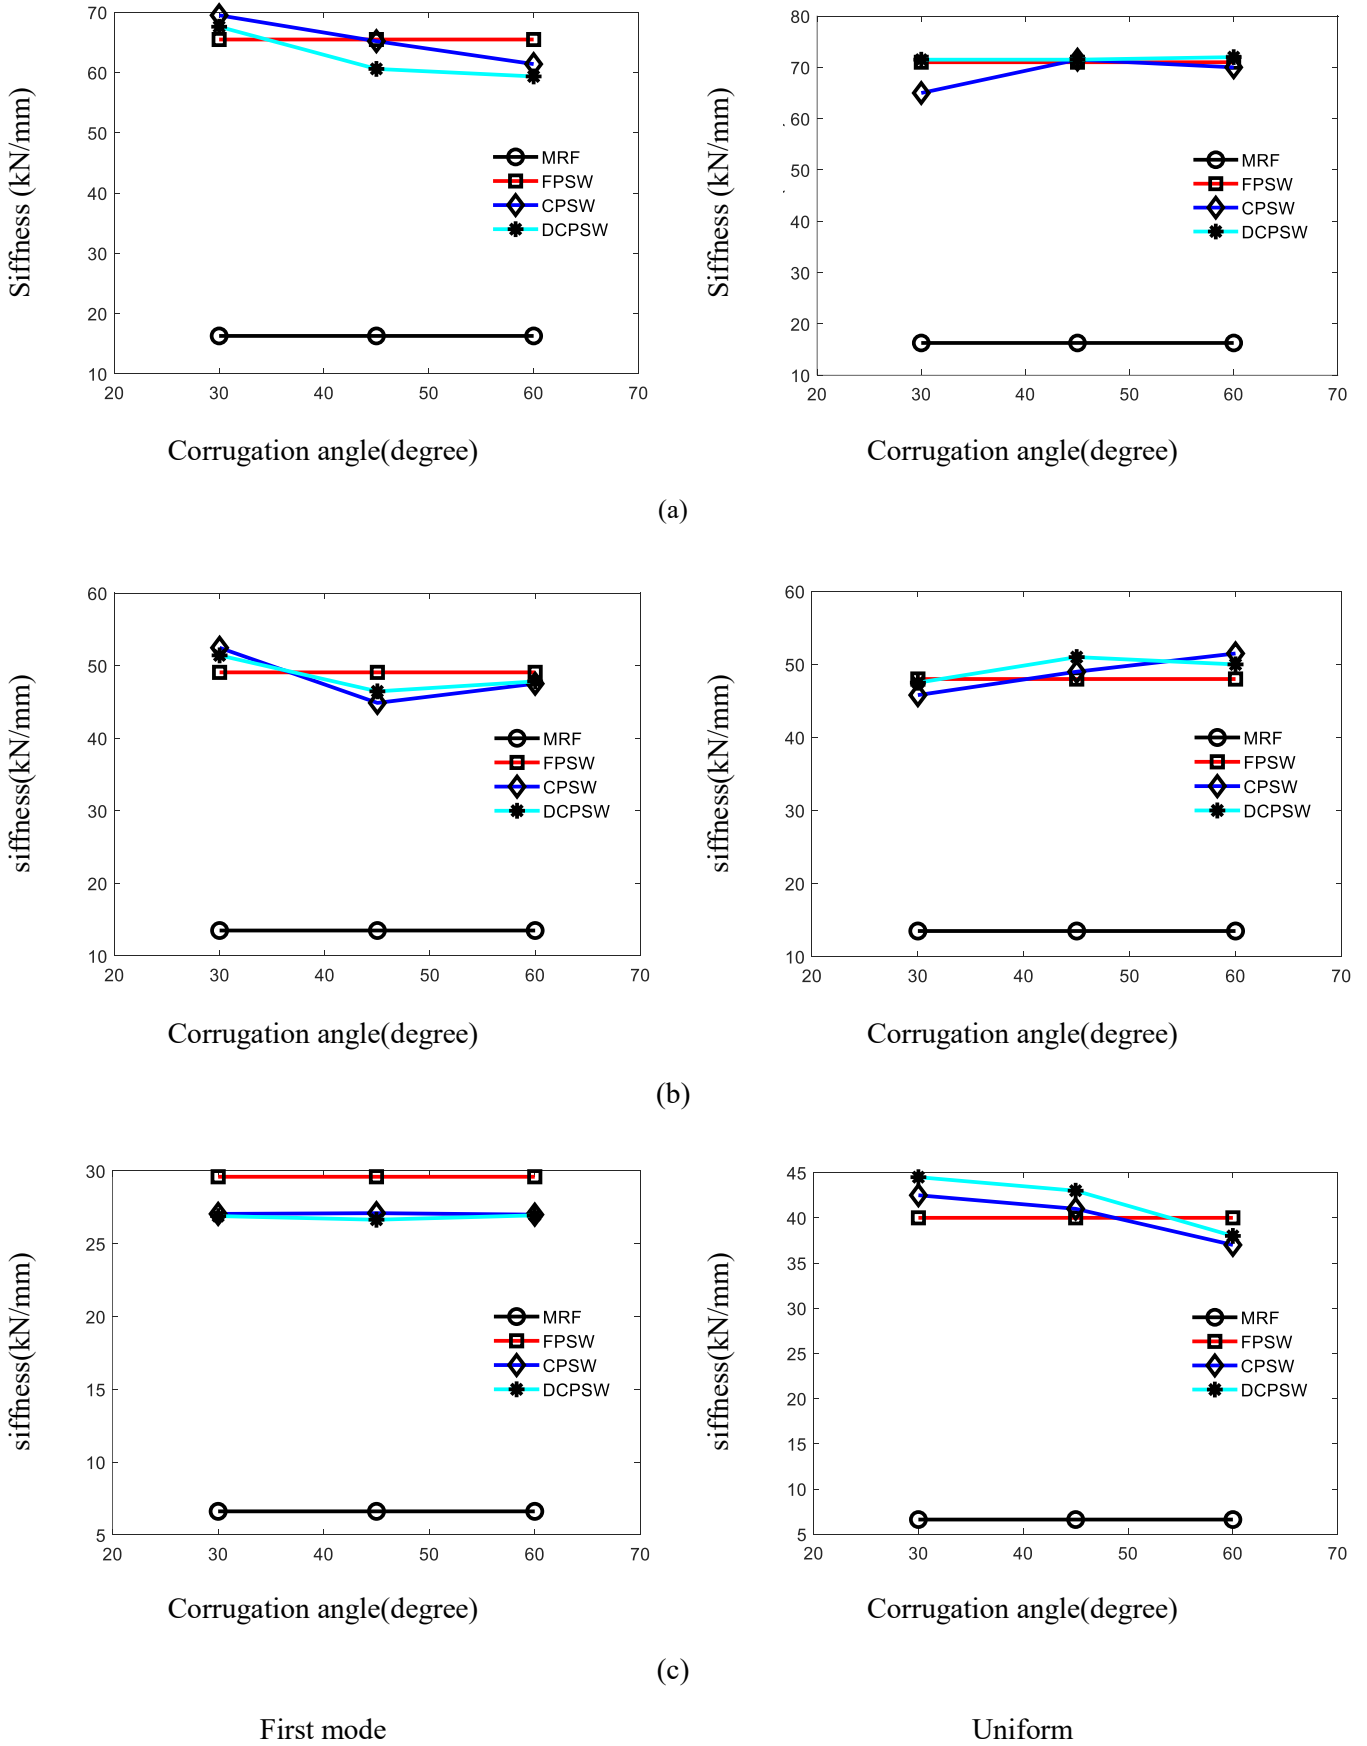 70
60
50
40
30
20
10
20 30 40 50 60 70
Siffness (kN/mm)
MRF
FPSW
CPSW
DCPSW
Corrugation angle(degree)
80
70
60
50
40
30
20
10
20 30 40 50 60 70
Siffness (kN/mm)
MRF
FPSW
CPSW
DCPSW
Corrugation angle(degree)
(a)
60
50
40
30
20
10
20 30 40 50 60 70
siffness(kN/mm)
MRF
FPSW
CPSW
DCPSW
Corrugation angle(degree)
60
50
40
30
20
10
20 30 40 50 60 70
siffness(kN/mm)
MRF
FPSW
CPSW
DCPSW
Corrugation angle(degree)
(b)
30
25
20
15
10
5
20 30 40 50 60 70
siffness(kN/mm)
MRF
FPSW
CPSW
DCPSW
Corrugation angle(degree)
45
40
35
30
25
20
15
10
5
20 30 40 50 60 70
siffness(kN/mm)
MRF
FPSW
CPSW
DCPSW
Corrugation angle(degree)
(c)
First mode
Uniform